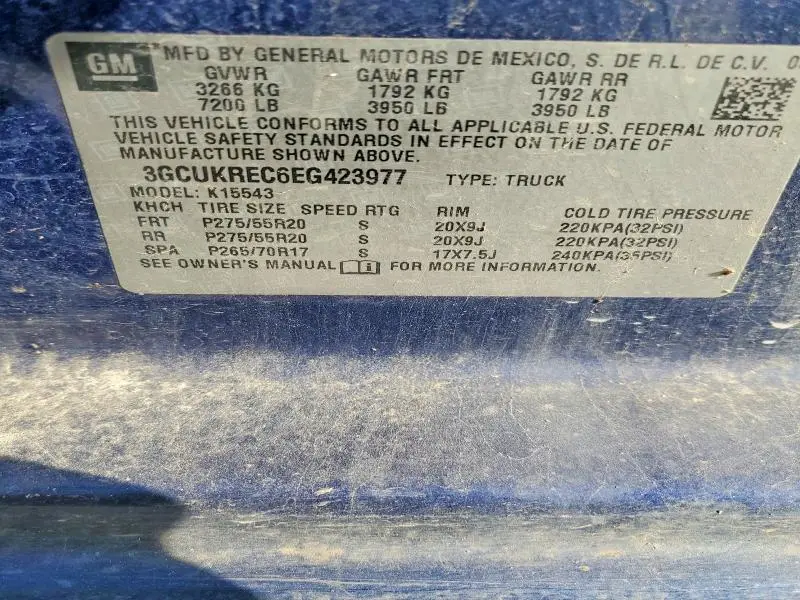 GM
MFD BY GENERAL MOTORS DE MEXICO, S. DE R.L. DE C.V. 0
GVWR GAWR FRT GAWR RR
3266 KG 1792 KG 1792 KG
7200 LB 3950 LB 3950 LB
THIS VEHICLE CONFORMS TO ALL APPLICABLE U.S. FEDERAL MOTOR
VEHICLE SAFETY STANDARDS IN EFFECT ON THE DATE OF
MANUFACTURE SHOWN ABOVE.
3GCUKREC6EG423977 TYPE: TRUCK
MODEL: K15543
KHCH TIRE SIZE SPEED RTG RIM COLD TIRE PRESSURE
FRT P275/55R20 S 20X9J 220KPA(32PSI)
RR P275/55R20 S 20X9J 220KPA(32PSI)
SPA P265/70R17 S 17X7.5J 240KPA(35PSI)
SEE OWNER'S MANUAL FOR MORE INFORMATION.